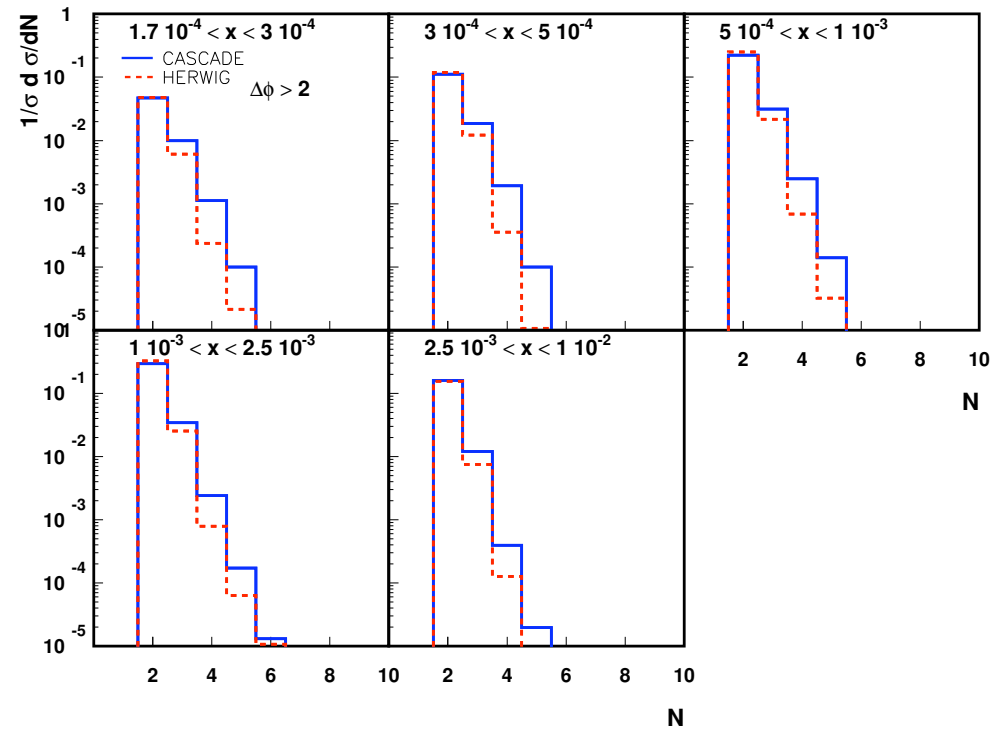 1/σ d σ/dN
1.7 10⁻⁴ < x < 3 10⁻⁴
CASCADE
HERWIG
Δϕ > 2
3 10⁻⁴ < x < 5 10⁻⁴
5 10⁻⁴ < x < 1 10⁻³
1
10⁻¹
10⁻²
10⁻³
10⁻⁴
10⁻⁵
2 4 6 8 10
N
1 10⁻³ < x < 2.5 10⁻³
2.5 10⁻³ < x < 1 10⁻²
1
10⁻¹
10⁻²
10⁻³
10⁻⁴
10⁻⁵
2 4 6 8 10 2 4 6 8 10
N